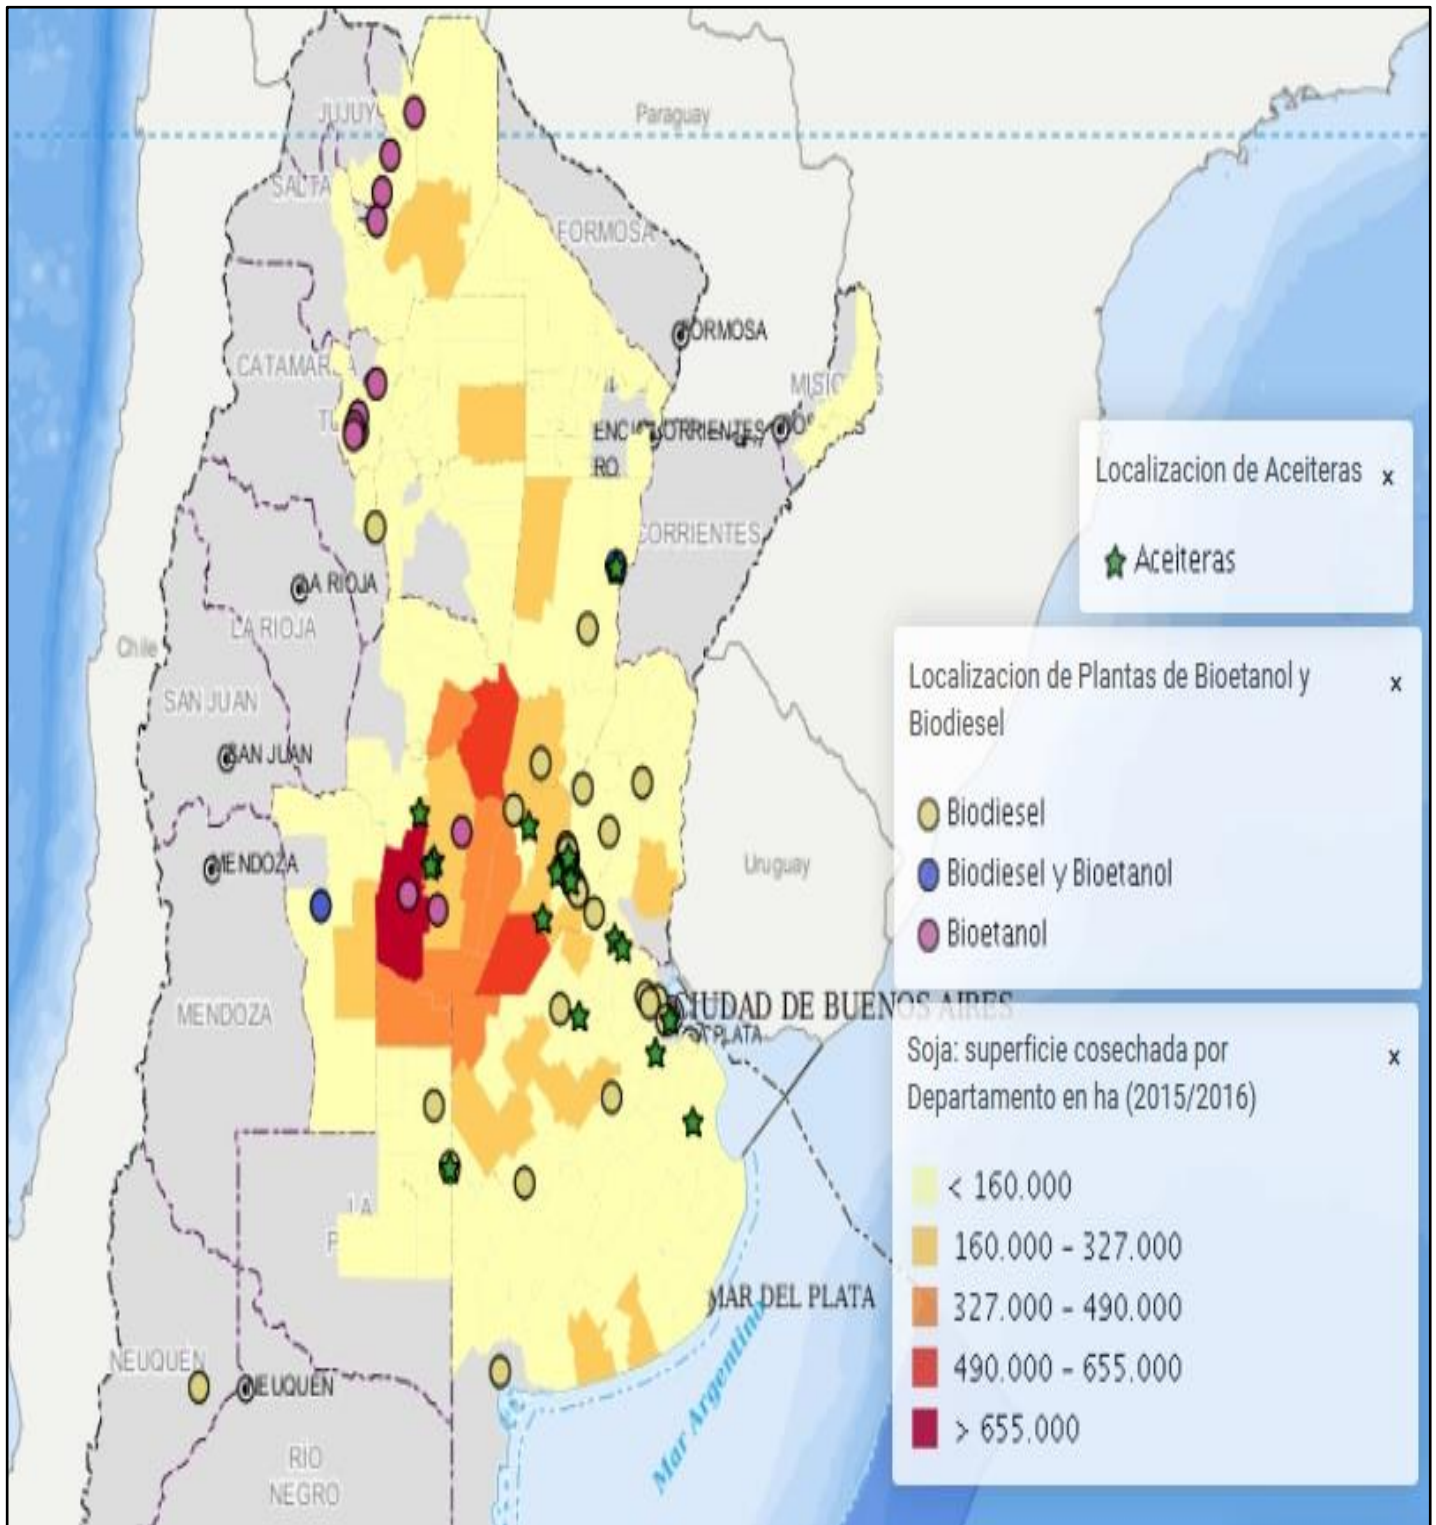 JUJUY
Paraguay
SALTA
FORMOSA
FORMOSA
CATAMARCA
MISIONES
CORRIENTES
Localizacion de Aceiteras x
CORRIENTES
Aceiteras
LA RIOJA
LA RIOJA
Chile
Localizacion de Plantas de Bioetanol y
Biodiesel x
SAN JUAN
SAN JUAN
Biodiesel
MENDOZA
Uruguay
Biodiesel y Bioetanol
Bioetanol
MENDOZA
CIUDAD DE BUENOS AIRES
PLATA
Soja: superficie cosechada por
Departamento en ha (2015/2016) x
< 160.000
LA
P
160.000 - 327.000
MAR DEL PLATA
327.000 - 490.000
NEUQUEN
490.000 - 655.000
NEUQUEN
Mar Argentino
> 655.000
RIO
NEGRO